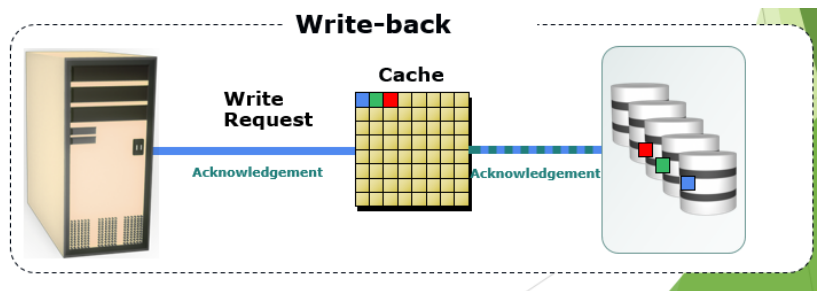 Write-back
Cache
Write
Request
Acknowledgement
Acknowledgement